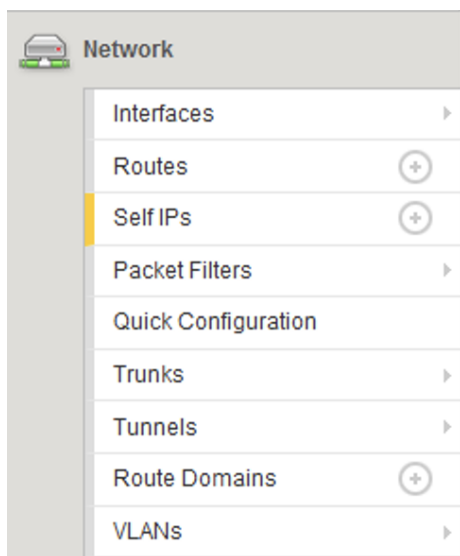 Network
Interfaces
Routes
Self IPs
Packet Filters
Quick Configuration
Trunks
Tunnels
Route Domains
VLANs